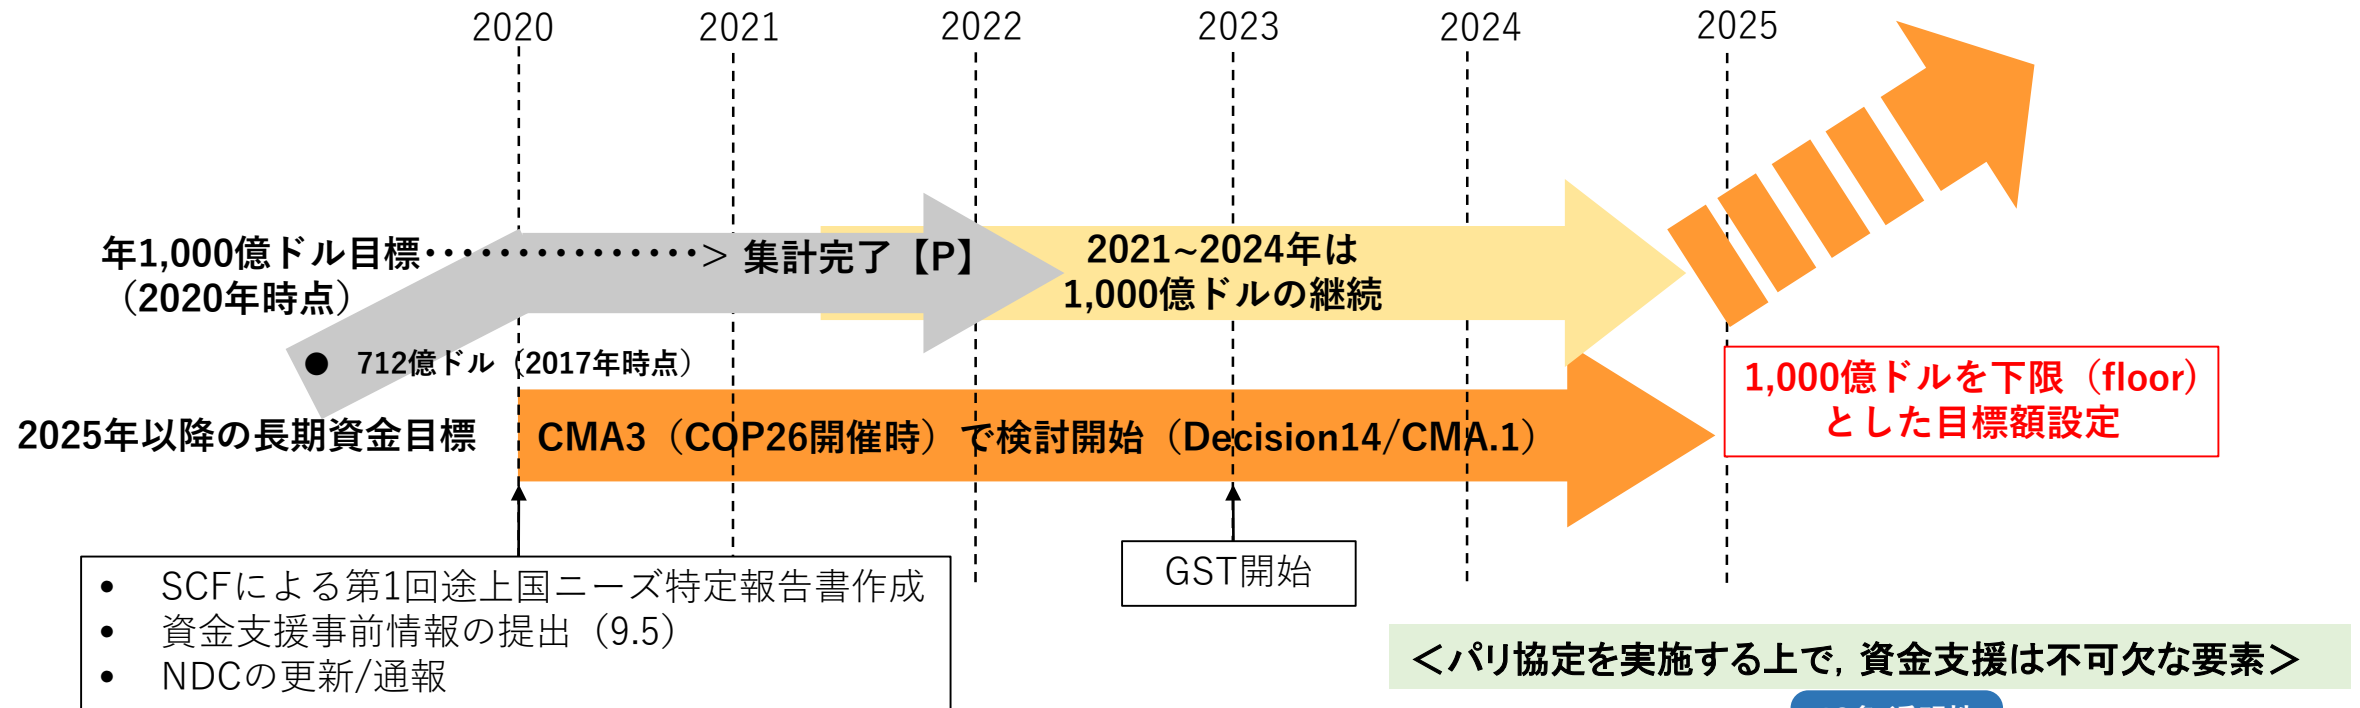 2020 2021 2022 2023 2024 2025
年1,000億ドル目標・・・・・・・・・・・・・・・>
（2020年時点）
集計完了【P】
2021~2024年は
1,000億ドルの継続
● 712億ドル（2017年時点）
2025年以降の長期資金目標
CMA3（COP26開催時）で検討開始（Decision14/CMA.1）
1,000億ドルを下限（floor)
とした目標額設定
GST開始
• SCFによる第1回途上国ニーズ特定報告書作成
• 資金支援事前情報の提出（9.5）
• NDCの更新/通報
＜パリ協定を実施する上で，資金支援は不可欠な要素＞